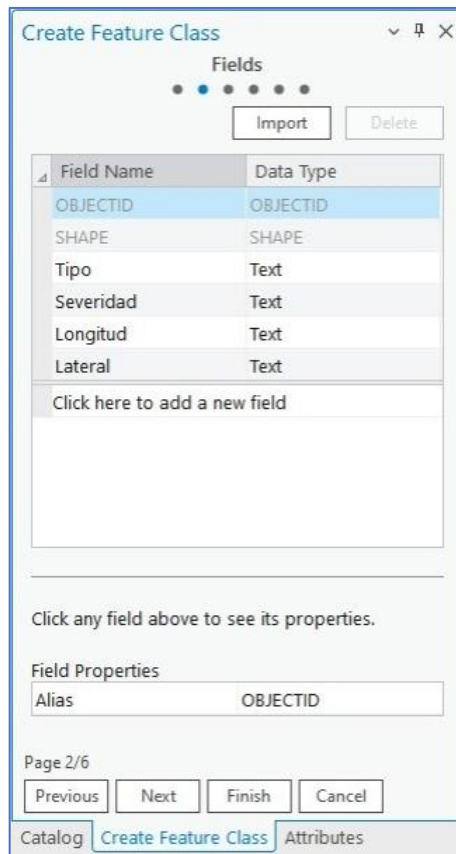 Create Feature Class
Fields
Import Delete
Field Name Data Type
OBJECTID OBJECTID
SHAPE SHAPE
Tipo Text
Severidad Text
Longitud Text
Lateral Text
Click here to add a new field
Click any field above to see its properties.
Field Properties
Alias OBJECTID
Page 2/6
Previous Next Finish Cancel
Catalog Create Feature Class Attributes